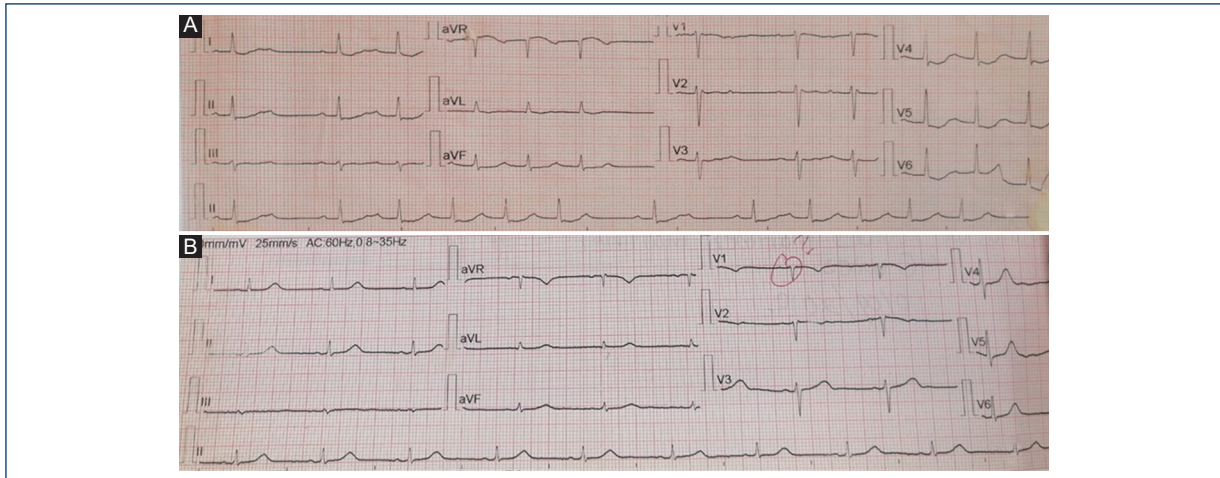 A
I
aVR
V1
V4
II
aVL
V2
V5
III
aVF
V3
V6
II
B
mm/mV 25mm/s AC 60Hz 0.8~35Hz
I
aVR
V1
V4
II
aVL
V2
V5
III
aVF
V3
V6
II